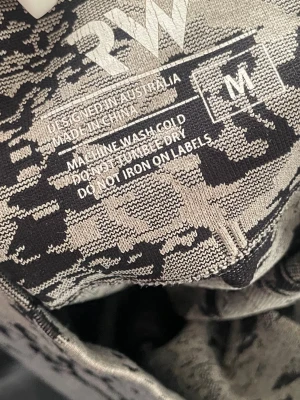 RW
DESIGNED IN AUSTRALIA
MADE IN CHINA
M
MACHINE WASH COLD
DO NOT TUMBLE DRY
DO NOT IRON ON LABELS